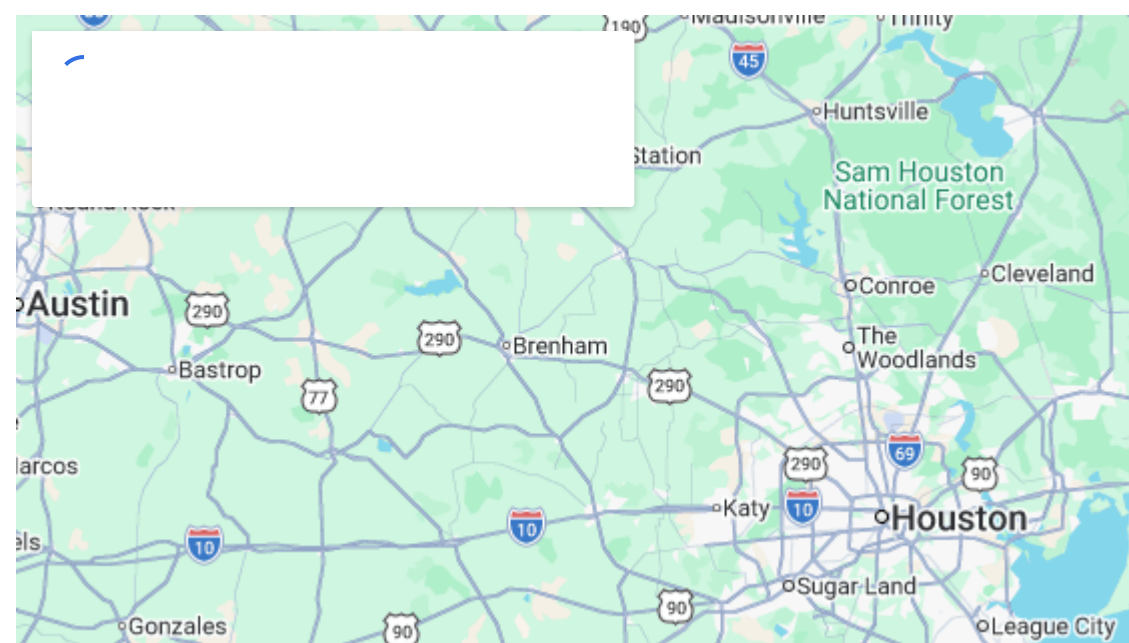 190
Madisonville
Trinity
45
Huntsville
Station
Sam Houston
National Forest
Round Rock
Cleveland
Conroe
Austin
290
290
Brenham
The
Woodlands
Bastrop
290
77
69
290
90
arcos
Katy
10
Houston
10
10
els
Sugar Land
90
90
Gonzales
League City